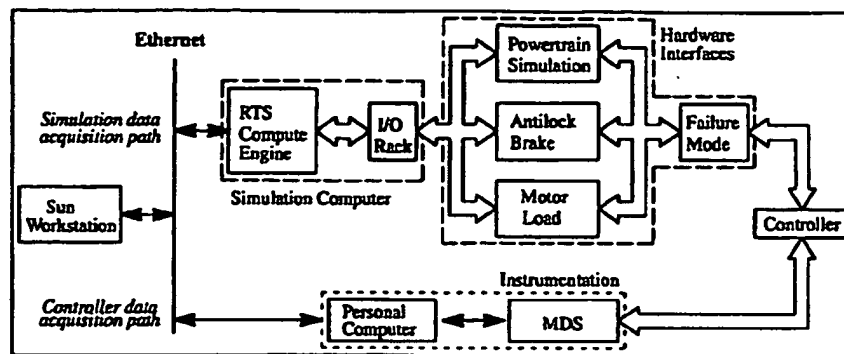 Ethernet
Hardware
Interfaces
Powertrain
Simulation
Simulation data
acquisition path
RTS
Compute
Engine
I/O
Rack
Antilock
Brake
Failure
Mode
Simulation Computer
Motor
Load
Sun
Workstation
Controller
Instrumentation
Controller data
acquisition path
Personal
Computer
MDS